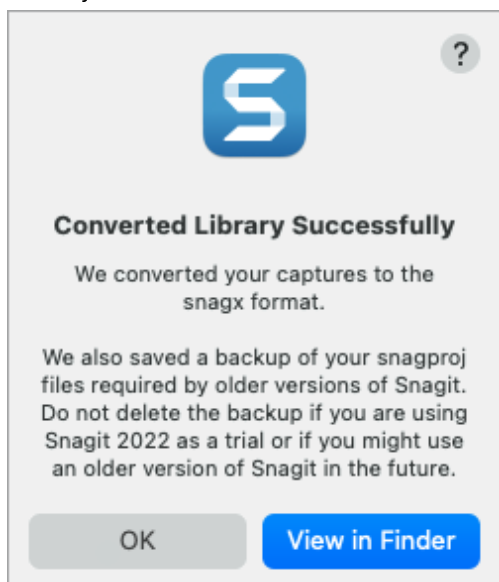 ?
Converted Library Successfully
We converted your captures to the
snagx format.
We also saved a backup of your snagproj
files required by older versions of Snagit.
Do not delete the backup if you are using
Snagit 2022 as a trial or if you might use
an older version of Snagit in the future.
OK
View in Finder